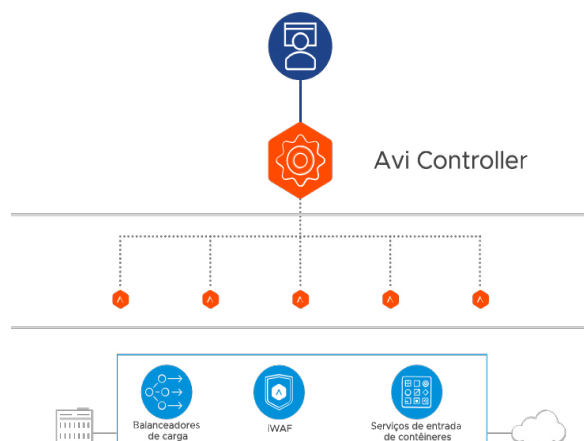 Avi Controller
Balanceadores
de carga
iWAF
Serviços de entrada
de contêineres